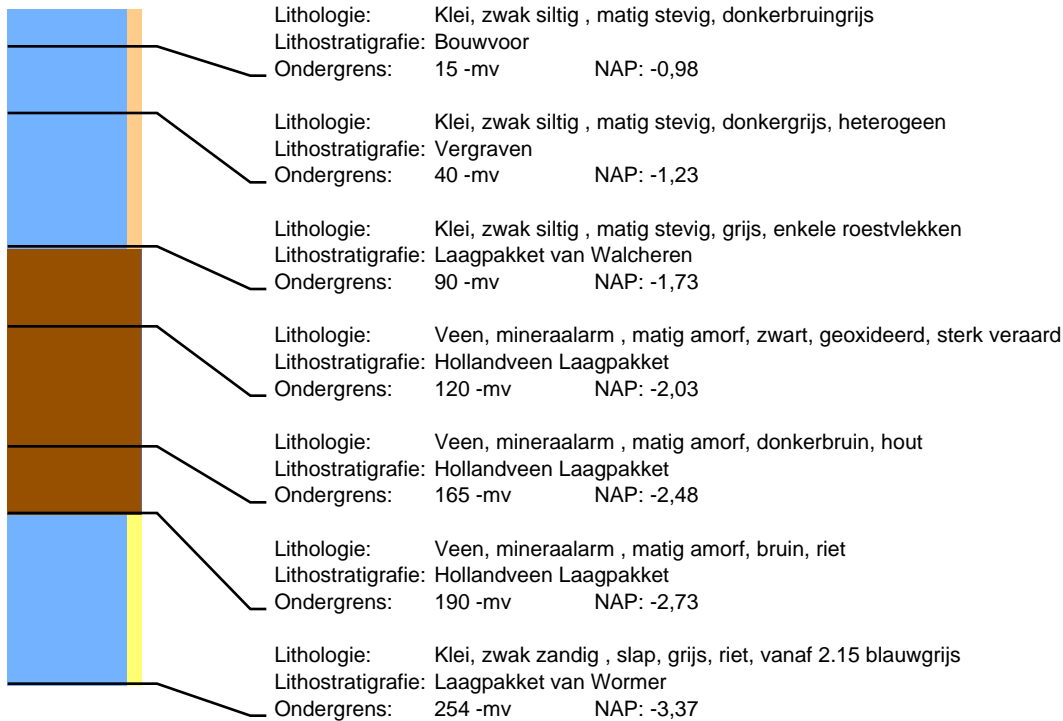 Lithologie: Klei, zwak siltig , matig stevig, donkerbruingrijs
Lithostratigrafie: Bouwvoor
Ondergrens: 15 -mv NAP: -0,98
Lithologie: Klei, zwak siltig , matig stevig, donkergrijs, heterogeen
Lithostratigrafie: Vergraven
Ondergrens: 40 -mv NAP: -1,23
Lithologie: Klei, zwak siltig , matig stevig, grijs, enkele roestvlekken
Lithostratigrafie: Laagpakket van Walcheren
Ondergrens: 90 -mv NAP: -1,73
Lithologie: Veen, mineraalarm , matig amorf, zwart, geoxideerd, sterk veraard
Lithostratigrafie: Hollandveen Laagpakket
Ondergrens: 120 -mv NAP: -2,03
Lithologie: Veen, mineraalarm , matig amorf, donkerbruin, hout
Lithostratigrafie: Hollandveen Laagpakket
Ondergrens: 165 -mv NAP: -2,48
Lithologie: Veen, mineraalarm , matig amorf, bruin, riet
Lithostratigrafie: Hollandveen Laagpakket
Ondergrens: 190 -mv NAP: -2,73
Lithologie: Klei, zwak zandig , slap, grijs, riet, vanaf 2.15 blauwgrijs
Lithostratigrafie: Laagpakket van Wormer
Ondergrens: 254 -mv NAP: -3,37